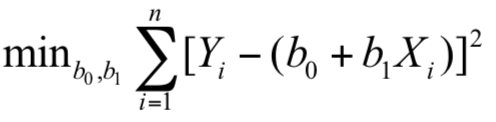 min_{b_0,b_1} \sum_{i=1}^{n} [Y_i - (b_0 + b_1 X_i)]^2